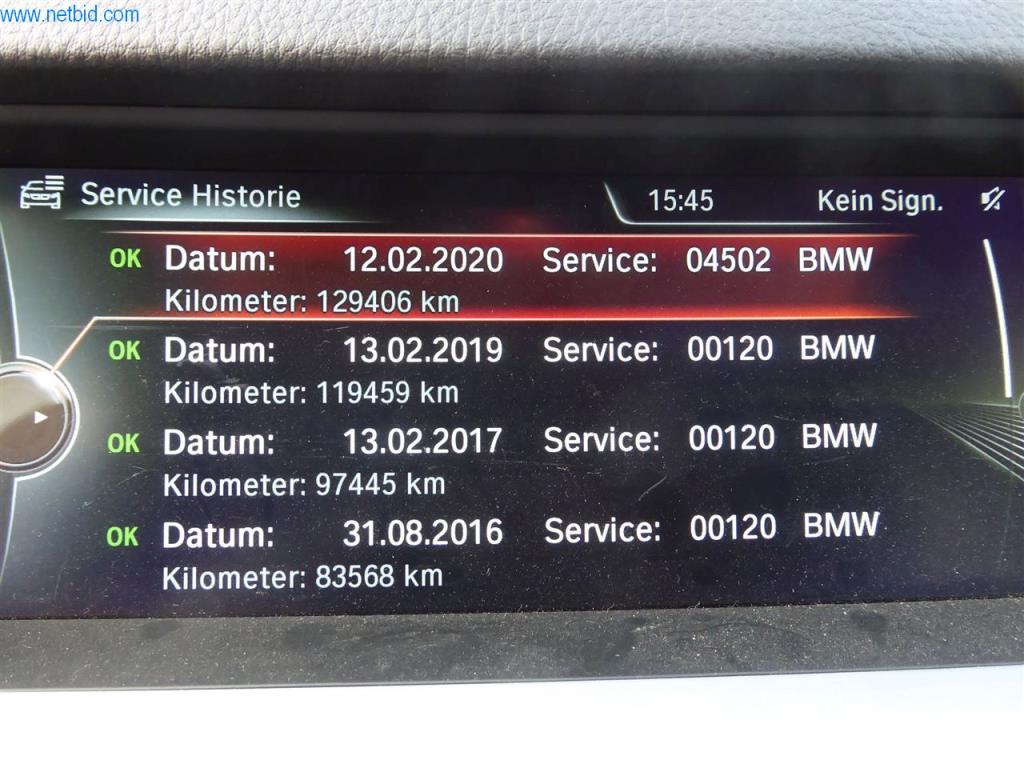 www.netbid.com
Service Historie 15:45 Kein Sign.
OK Datum: 12.02.2020 Service: 04502 BMW
Kilometer: 129406 km
OK Datum: 13.02.2019 Service: 00120 BMW
Kilometer: 119459 km
OK Datum: 13.02.2017 Service: 00120 BMW
Kilometer: 97445 km
OK Datum: 31.08.2016 Service: 00120 BMW
Kilometer: 83568 km